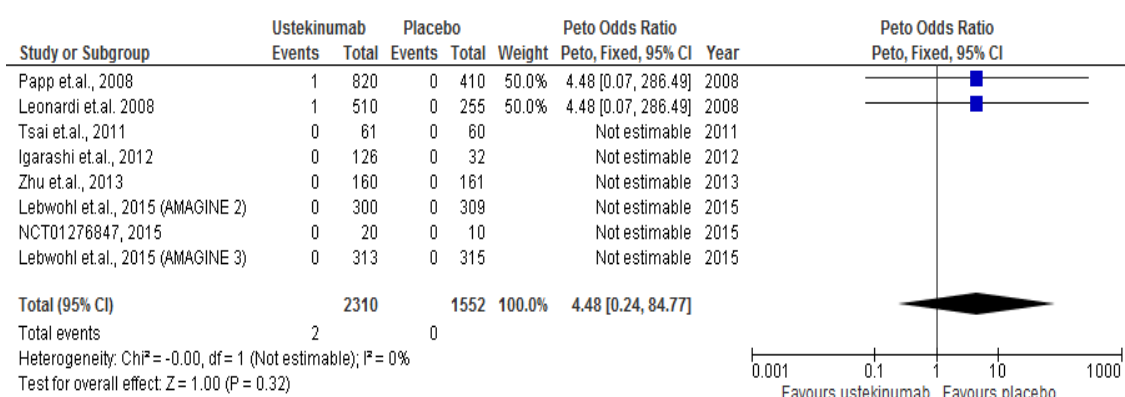 Ustekinumab Placebo Peto Odds Ratio Peto Odds Ratio
Study or Subgroup Events Total Events Total Weight Peto, Fixed, 95% CI Year Peto, Fixed, 95% CI
Papp et.al., 2008 1 820 0 410 50.0% 4.48 [0.07, 286.49] 2008
Leonardi et.al. 2008 1 510 0 255 50.0% 4.48 [0.07, 286.49] 2008
Tsai et.al., 2011 0 61 0 60 Not estimable 2011
Igarashi et.al., 2012 0 126 0 32 Not estimable 2012
Zhu et.al., 2013 0 160 0 161 Not estimable 2013
Lebwohl et.al., 2015 (AMAGINE 2) 0 300 0 309 Not estimable 2015
NCT01276847, 2015 0 20 0 10 Not estimable 2015
Lebwohl et.al., 2015 (AMAGINE 3) 0 313 0 315 Not estimable 2015
Total (95% CI) 2310 1552 100.0% 4.48 [0.24, 84.77]
Total events 2 0
Heterogeneity: Chi² = -0.00, df = 1 (Not estimable); I² = 0%
Test for overall effect: Z = 1.00 (P = 0.32)
0.001 0.1 1 10 1000
Favours ustekinumab Favours placebo